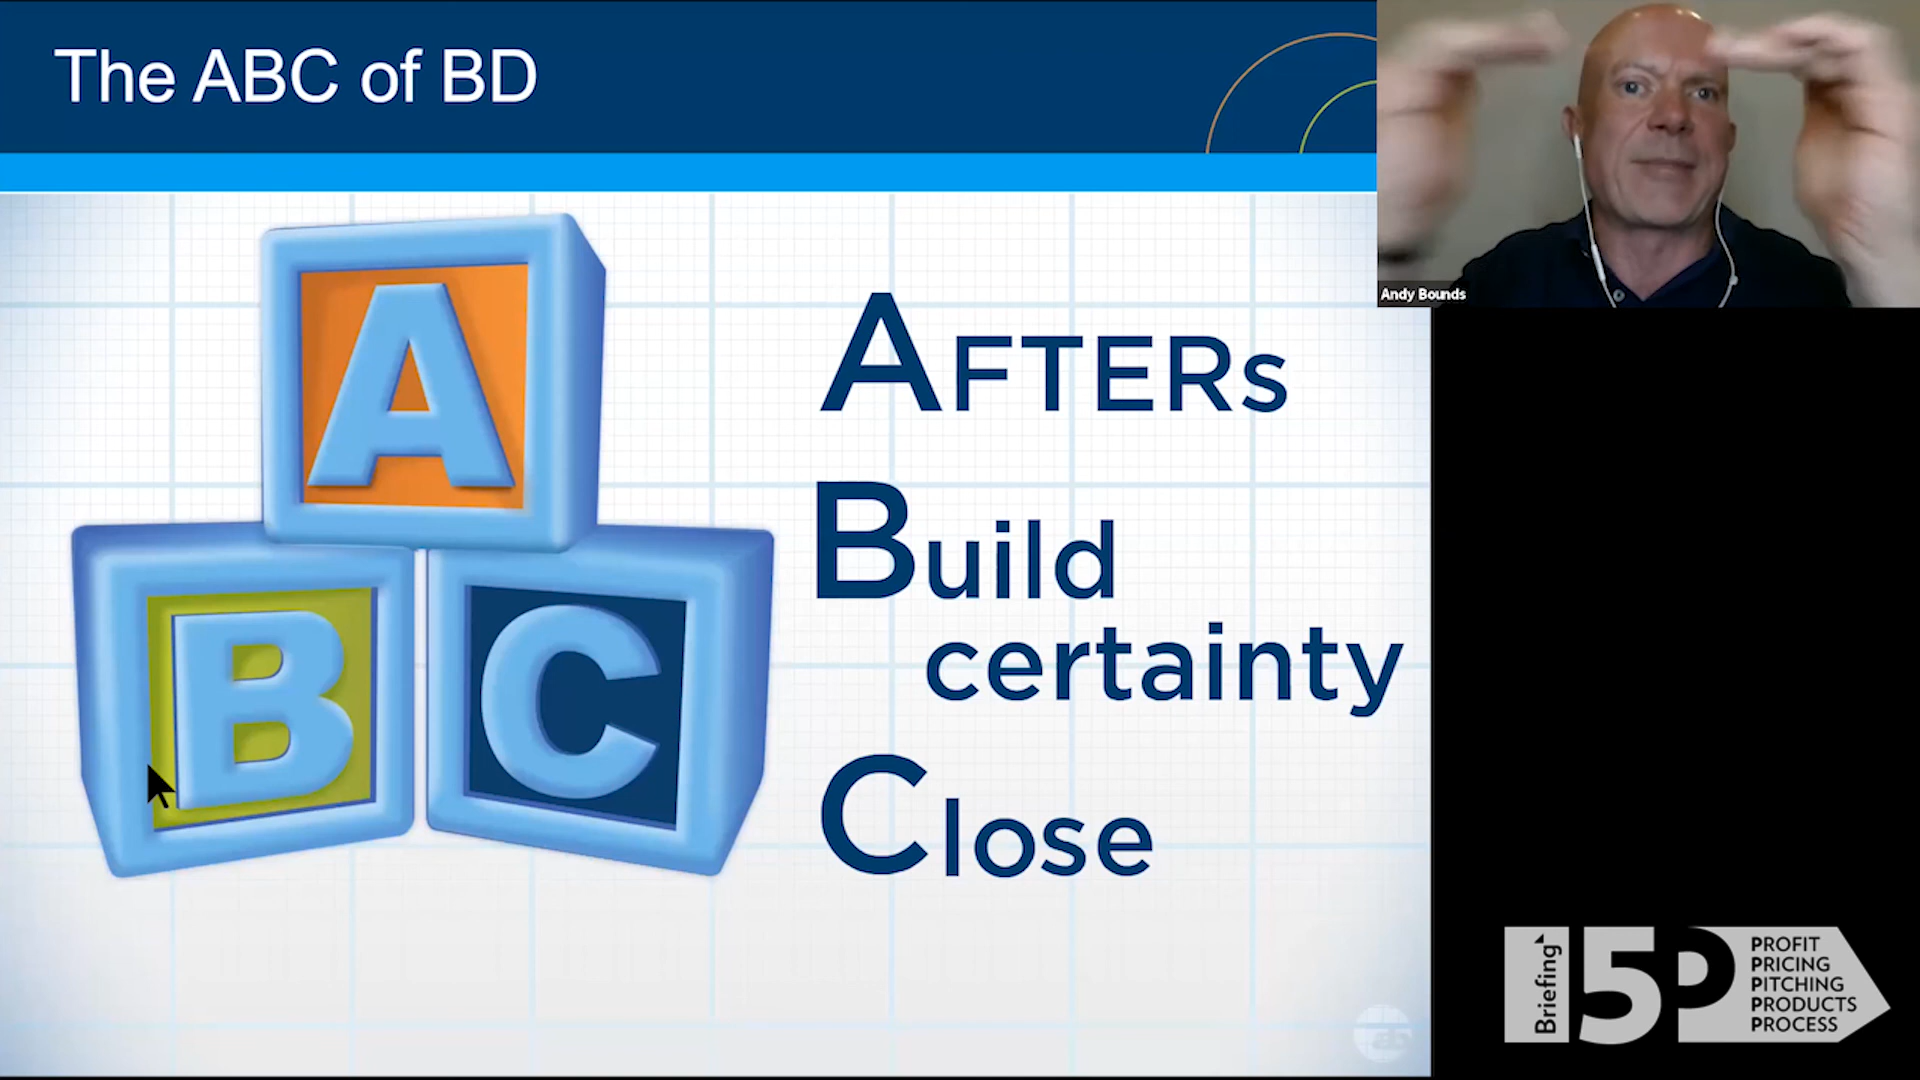 The ABC of BD
A
B
C
AFTERs
Build
certainty
Close
Andy Bounds
Briefing
5P
PROFIT
PRICING
PITCHING
PRODUCTS
PROCESS